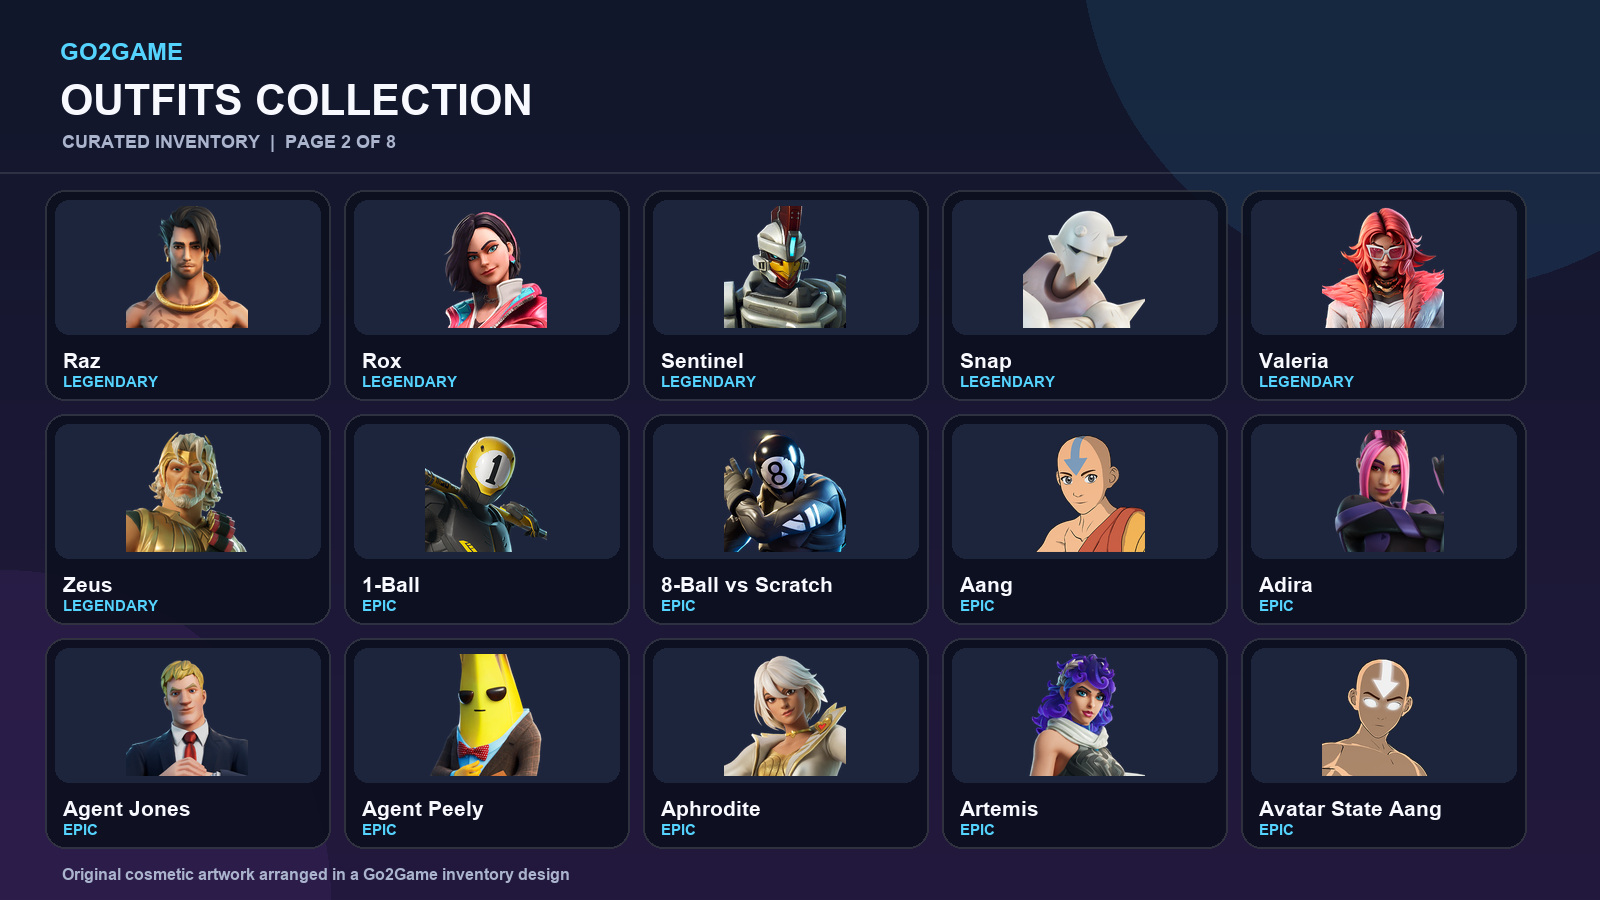 GO2GAME
OUTFITS COLLECTION
CURATED INVENTORY | PAGE 2 OF 8
Raz
LEGENDARY
Rox
LEGENDARY
Sentinel
LEGENDARY
Snap
LEGENDARY
Valeria
LEGENDARY
Zeus
LEGENDARY
1
1-Ball
EPIC
8
8-Ball vs Scratch
EPIC
Aang
EPIC
Adira
EPIC
Agent Jones
EPIC
Agent Peely
EPIC
Aphrodite
EPIC
Artemis
EPIC
Avatar State Aang
EPIC
Original cosmetic artwork arranged in a Go2Game inventory design